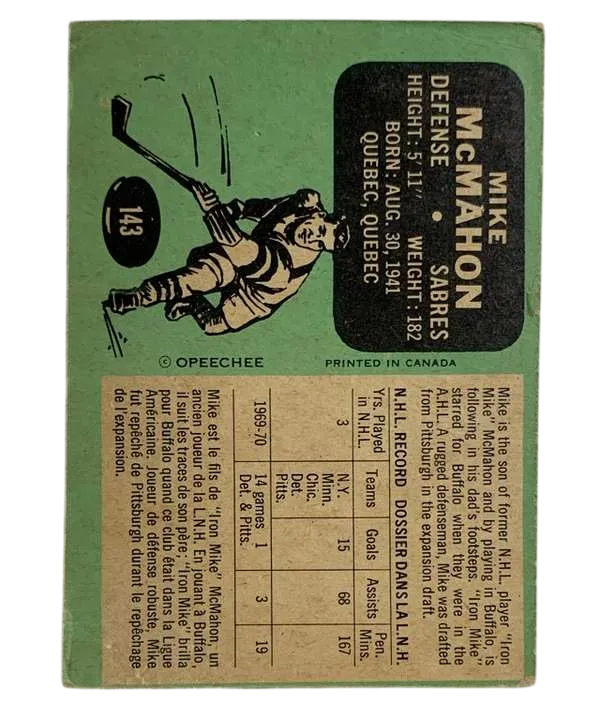 MIKE
McMAHON
DEFENSE • SABRES
HEIGHT: 5' 11" WEIGHT: 182
BORN: AUG. 30, 1941
QUEBEC, QUEBEC
143
© OPEECHEE
PRINTED IN CANADA
Mike is the son of former N.H.L. player "Iron
Mike" McMahon and by playing in Buffalo, is
following in his dad's footsteps. "Iron Mike"
starred for Buffalo when they were in the
A.H.L. A rugged defenseman, Mike was drafted
from Pittsburgh in the expansion draft.
N.H.L. RECORD DOSSIER DANS LA L.N.H.
Yrs. Played
in N.H.L. Teams Goals Assists Pen.
Mins.
3 N.Y.
Minn.
Chic.
Det.
Pitts. 15 68 167
1969-70 14 games 1 3 19
Det. & Pitts.
Mike est le fils de "Iron Mike" McMahon, un
ancien joueur de la L.N.H. En jouant à Buffalo,
il suit les traces de son père: "Iron Mike" brilla
pour Buffalo quand ce club était dans la Ligue
Américaine. Joueur de défense robuste, Mike
fut repêché de Pittsburgh durant le repêchage
de l'expansion.